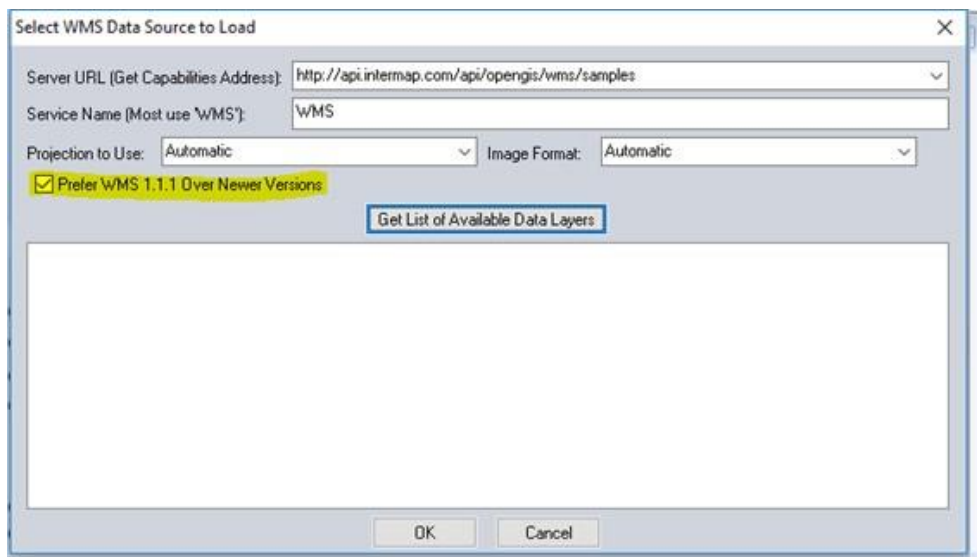 Select WMS Data Source to Load
Server URL (Get Capabilities Address): http://api.intermap.com/api/opengis/wms/samples
Service Name (Most use 'WMS'): WMS
Projection to Use: Automatic Image Format: Automatic
Prefer WMS 1.1.1 Over Newer Versions
Get List of Available Data Layers
OK Cancel